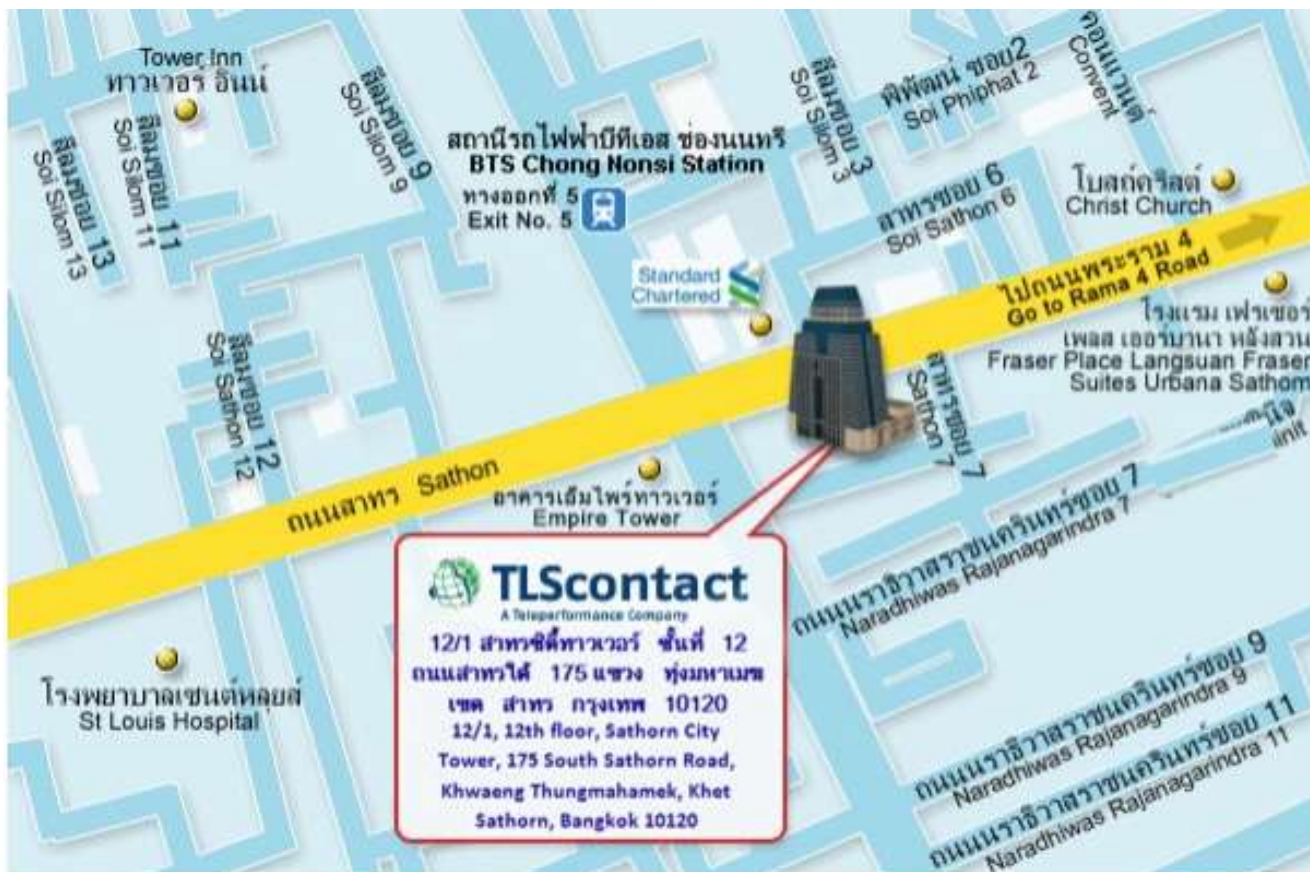 Tower Inn
ทาวเวอร์ อินน์
สีลมซอย 13
Soi Silom 13
สีลมซอย 11
Soi Silom 11
สีลมซอย 9
Soi Silom 9
สถานีรถไฟฟ้าบีทีเอส ช่องนนทรี
BTS Chong Nonsi Station
ทางออกที่ 5
Exit No. 5
สีลมซอย 3
Soi Silom 3
พิพัฒน์ ซอย2
Soi Phiphat 2
คอนแวนต์
Convent
สาทรซอย 6
Soi Sathon 6
โบสถ์คริสต์
Christ Church
Standard
Chartered
ไปถนนพระราม 4
Go to Rama 4 Road
โรงแรม เฟรเซอร์
เพลส เออร์บานา หลังสวน
Fraser Place Langsuan Fraser
Suites Urbana Sathorn
สีลมซอย 12
Soi Sathon 12
สาทรซอย 7
Sathon 7
ถนนสาทร Sathon
อาคารเอ็มไพร์ทาวเวอร์
Empire Tower
ถนนนราธิวาสราชนครินทร์ซอย 7
Naradhiwas Rajanagarindra 7
TLScontact
A Teleperformance Company
12/1 สาทรซิตี้ทาวเวอร์ ชั้นที่ 12
ถนนสาทรใต้ 175 แขวง ทุ่งมหาเมฆ
เขต สาทร กรุงเทพ 10120
12/1, 12th floor, Sathorn City
Tower, 175 South Sathorn Road,
Khwaeng Thungmahamek, Khet
Sathorn, Bangkok 10120
โรงพยาบาลเซนต์หลุยส์
St Louis Hospital
ถนนนราธิวาสราชนครินทร์ซอย 9
Naradhiwas Rajanagarindra 9
ถนนนราธิวาสราชนครินทร์ซอย 11
Naradhiwas Rajanagarindra 11